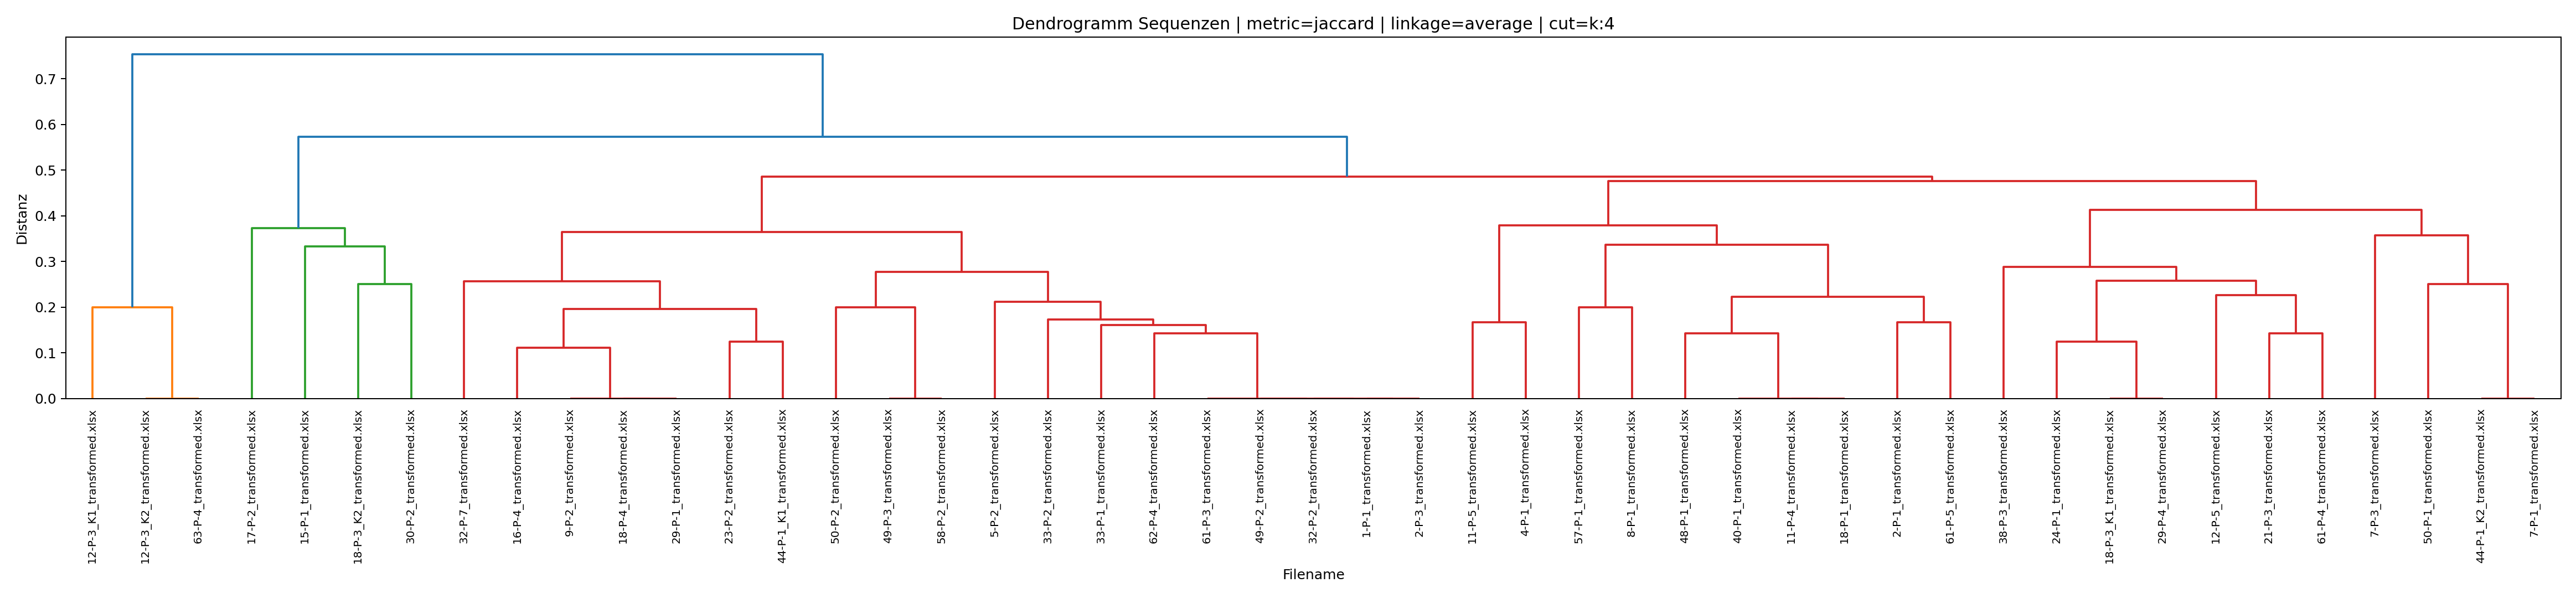 Dendrogramm Sequenzen | metric=jaccard | linkage=average | cut=k:4
Distanz
0.7
0.6
0.5
0.4
0.3
0.2
0.1
0.0
12-P-3_K1_transformed.xlsx
12-P-3_K2_transformed.xlsx
63-P-4_transformed.xlsx
17-P-2_transformed.xlsx
15-P-1_transformed.xlsx
18-P-3_K2_transformed.xlsx
30-P-2_transformed.xlsx
32-P-7_transformed.xlsx
16-P-4_transformed.xlsx
9-P-2_transformed.xlsx
18-P-4_transformed.xlsx
29-P-1_transformed.xlsx
23-P-2_transformed.xlsx
44-P-1_K1_transformed.xlsx
50-P-2_transformed.xlsx
49-P-3_transformed.xlsx
58-P-2_transformed.xlsx
5-P-2_transformed.xlsx
33-P-2_transformed.xlsx
33-P-1_transformed.xlsx
62-P-4_transformed.xlsx
61-P-3_transformed.xlsx
49-P-2_transformed.xlsx
32-P-2_transformed.xlsx
1-P-1_transformed.xlsx
2-P-3_transformed.xlsx
11-P-5_transformed.xlsx
4-P-1_transformed.xlsx
57-P-1_transformed.xlsx
8-P-1_transformed.xlsx
48-P-1_transformed.xlsx
40-P-1_transformed.xlsx
11-P-4_transformed.xlsx
18-P-1_transformed.xlsx
2-P-1_transformed.xlsx
61-P-5_transformed.xlsx
38-P-3_transformed.xlsx
24-P-1_transformed.xlsx
18-P-3_K1_transformed.xlsx
29-P-4_transformed.xlsx
12-P-5_transformed.xlsx
21-P-3_transformed.xlsx
61-P-4_transformed.xlsx
7-P-3_transformed.xlsx
50-P-1_transformed.xlsx
44-P-1_K2_transformed.xlsx
7-P-1_transformed.xlsx
Filename